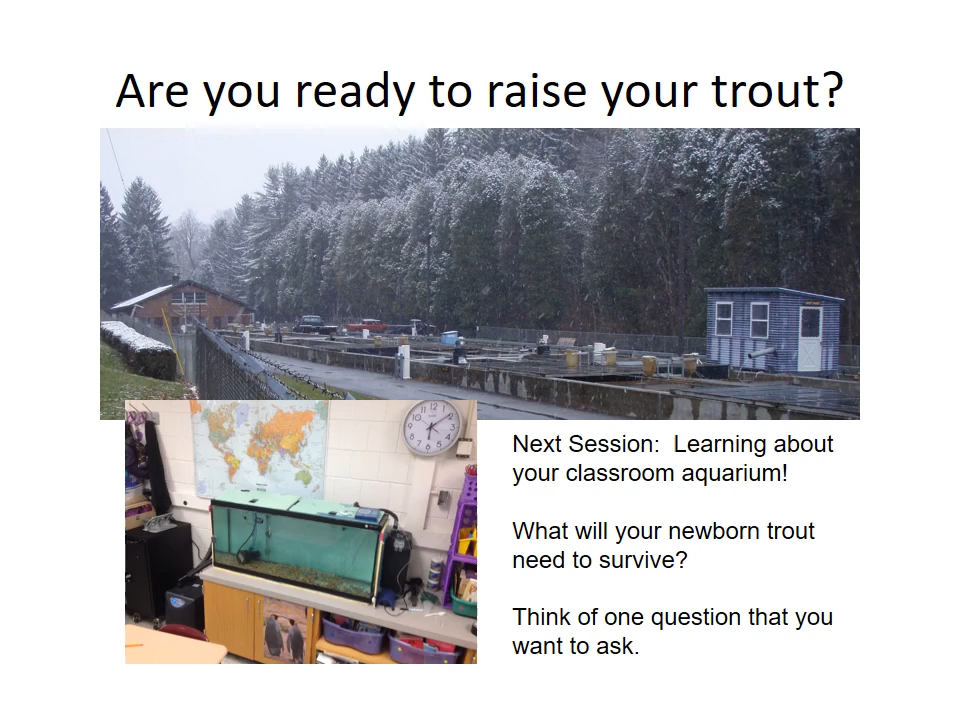 Are you ready to raise your trout?
Next Session:  Learning about
your classroom aquarium!
What will your newborn trout
need to survive?
Think of one question that you
want to ask.